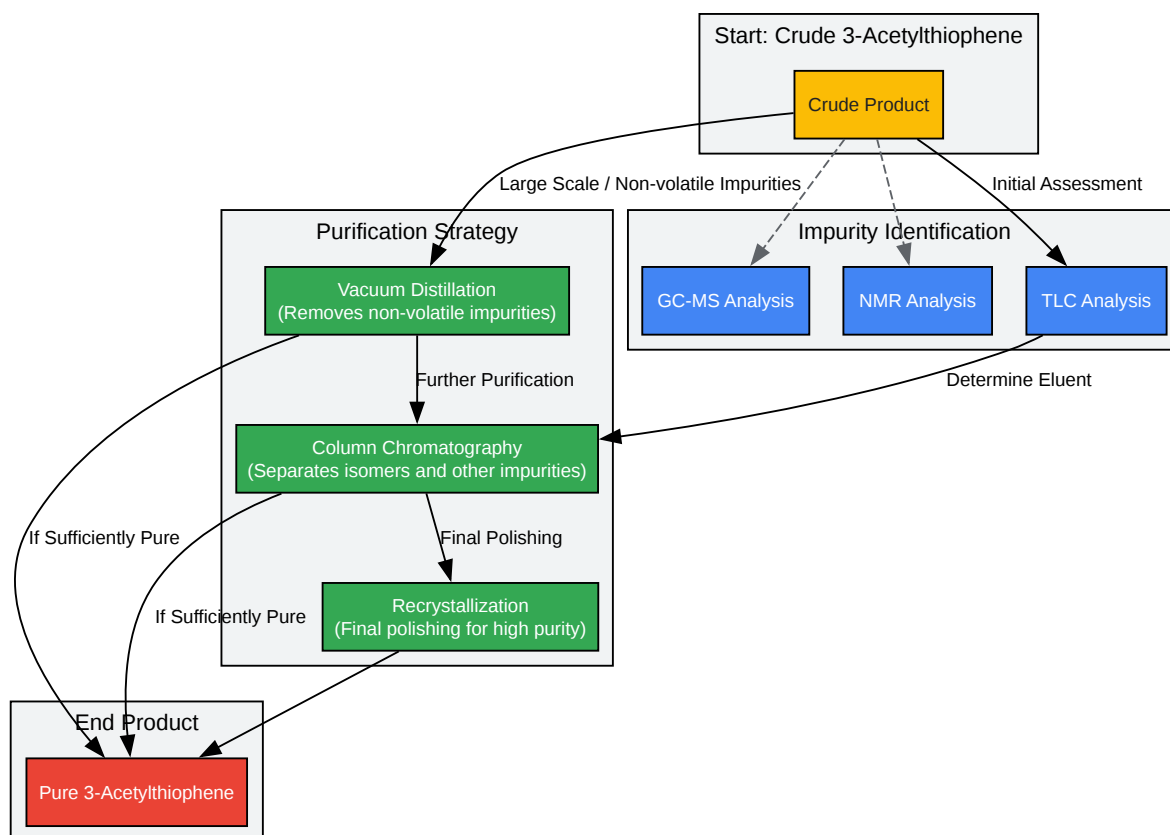 Start: Crude 3-Acetylthiophene
Crude Product
Large Scale / Non-volatile Impurities
Initial Assessment
Purification Strategy
Impurity Identification
Vacuum Distillation
(Removes non-volatile impurities)
GC-MS Analysis
NMR Analysis
TLC Analysis
Further Purification
Determine Eluent
Column Chromatography
(Separates isomers and other impurities)
If Sufficiently Pure
Final Polishing
Recrystallization
(Final polishing for high purity)
If Sufficiently Pure
End Product
Pure 3-Acetylthiophene